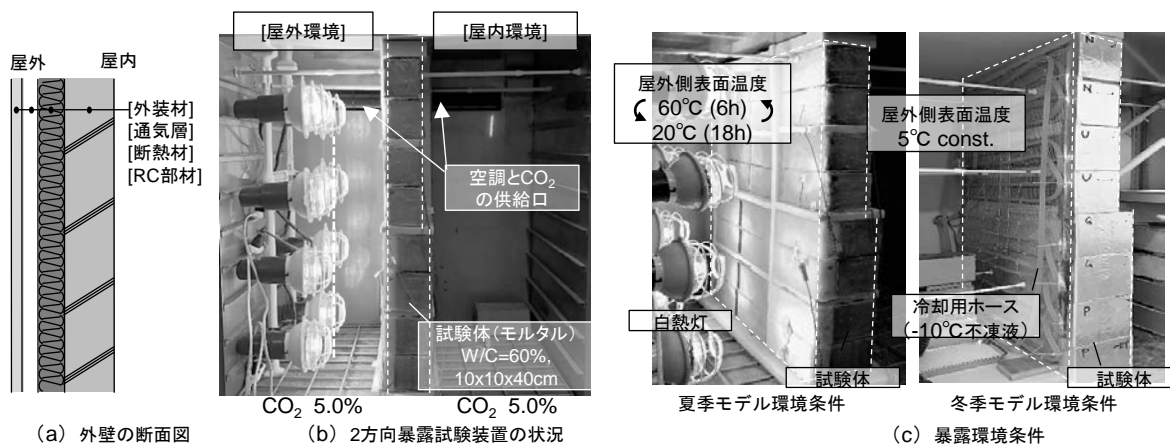 屋外
屋内
[外装材]
[通気層]
[断熱材]
[RC部材]
(a) 外壁の断面図
[屋外環境]
[屋内環境]
空調とCO2
の供給口
試験体(モルタル)
W/C=60%,
10x10x40cm
CO2 5.0%
CO2 5.0%
(b) 2方向暴露試験装置の状況
屋外側表面温度
60℃ (6h)
20℃ (18h)
白熱灯
試験体
夏季モデル環境条件
屋外側表面温度
5℃ const.
N
N
U
U
G
G
P
P
冷却用ホース
(-10℃不凍液)
試験体
冬季モデル環境条件
(c) 暴露環境条件